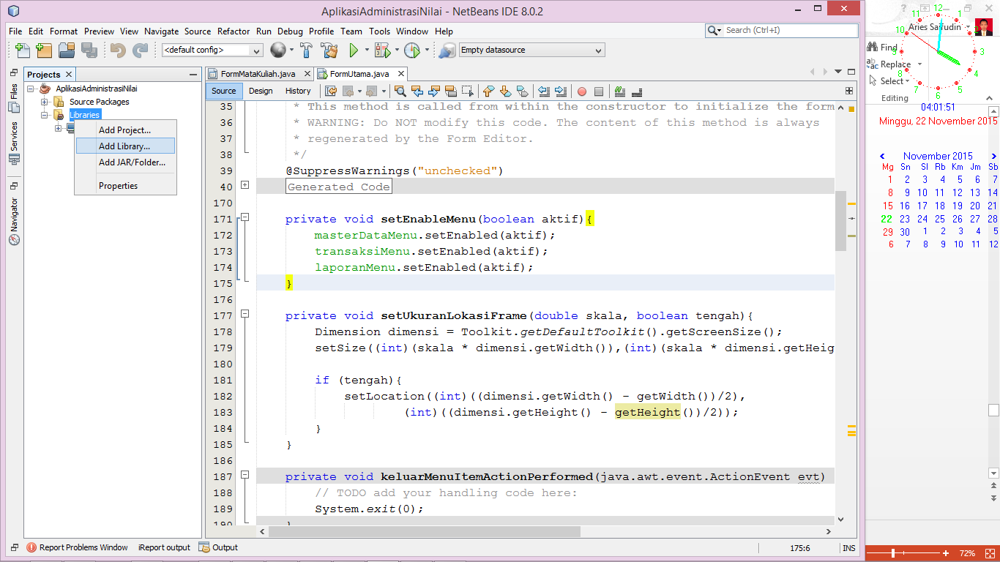 AplikasiAdministrasiNilai - NetBeans IDE 8.0.2
File Edit Format Preview View Navigate Source Refactor Run Debug Profile Team Tools Window Help
Search (Ctrl+I)
<default config>
Empty datasource
Projects
FormMataKuliah.java
FormUtama.java
Files
Services
Navigator
AplikasiAdministrasiNilai
Source Packages
Libraries
Add Project...
Add Library...
Add JAR/Folder...
Properties
Source Design History
35 * This method is called from within the constructor to initialize the form
36 * WARNING: Do NOT modify this code. The content of this method is always
37 * regenerated by the Form Editor.
38 */
39 @SuppressWarnings("unchecked")
40 Generated Code
170
171 private void setEnableMenu(boolean aktif){
172 masterDataMenu.setEnabled(aktif);
173 transaksiMenu.setEnabled(aktif);
174 laporanMenu.setEnabled(aktif);
175 }
176
177 private void setUkuranLokasiFrame(double skala, boolean tengah){
178 Dimension dimensi = Toolkit.getDefaultToolkit().getScreenSize();
179 setSize((int)(skala * dimensi.getWidth()),(int)(skala * dimensi.getHeig
180
181 if (tengah){
182 setLocation((int)((dimensi.getWidth() - getWidth())/2),
183 (int)((dimensi.getHeight() - getHeight())/2));
184 }
185 }
186
187 private void keluarMenuItemActionPerformed(java.awt.event.ActionEvent evt)
188 // TODO add your handling code here:
189 System.exit(0);
190 }
Report Problems Window iReport output Output
175:6 INS
Aries Saifudin
12
1
2
3
4
5
6
7
8
9
10
11
Find
Replace
Select
Editing
04:01:51
Minggu, 22 November 2015
November 2015
Mg Sn Sl Rb Km Jm Sb
1 2 3 4 5 6 7
8 9 10 11 12 13 14
15 16 17 18 19 20 21
22 23 24 25 26 27 28
29 30 1 2 3 4 5
6 7 8 9 10 11 12
72%